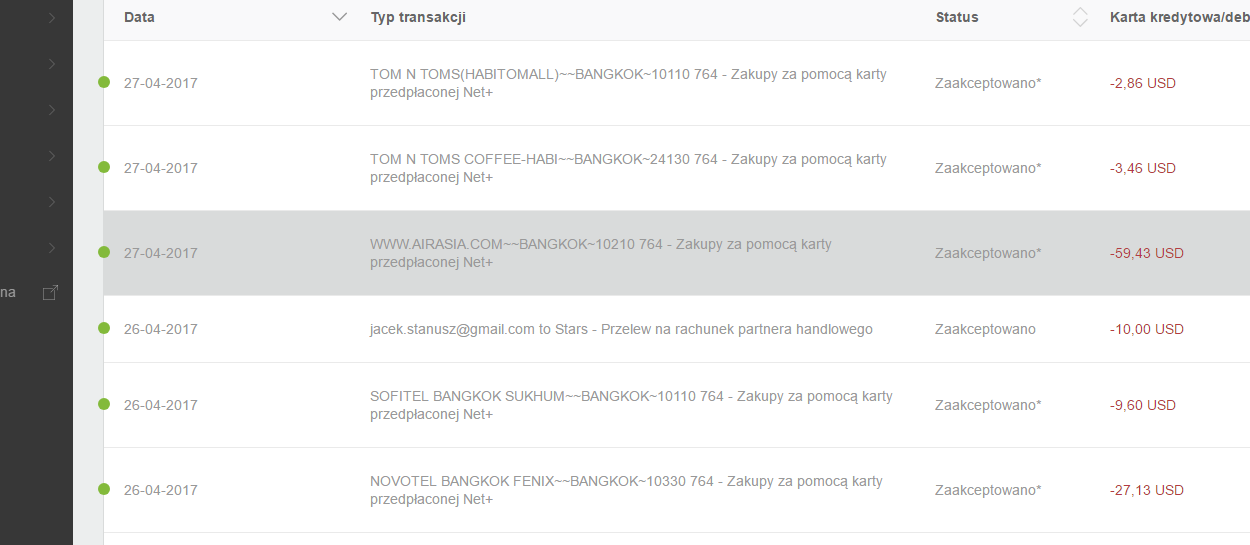 Data Typ transakcji Status Karta kredytowa/deb
27-04-2017 TOM N TOMS(HABITOMALL)~~BANGKOK~10110 764 - Zakupy za pomocą karty
przedpłaconej Net+ Zaakceptowano* -2,86 USD
27-04-2017 TOM N TOMS COFFEE-HABI~~BANGKOK~24130 764 - Zakupy za pomocą karty
przedpłaconej Net+ Zaakceptowano* -3,46 USD
27-04-2017 WWW.AIRASIA.COM~~BANGKOK~10210 764 - Zakupy za pomocą karty
przedpłaconej Net+ Zaakceptowano* -59,43 USD
na
26-04-2017 jacek.stanusz@gmail.com to Stars - Przelew na rachunek partnera handlowego Zaakceptowano -10,00 USD
26-04-2017 SOFITEL BANGKOK SUKHUM~~BANGKOK~10110 764 - Zakupy za pomocą karty
przedpłaconej Net+ Zaakceptowano* -9,60 USD
26-04-2017 NOVOTEL BANGKOK FENIX~~BANGKOK~10330 764 - Zakupy za pomocą karty
przedpłaconej Net+ Zaakceptowano* -27,13 USD